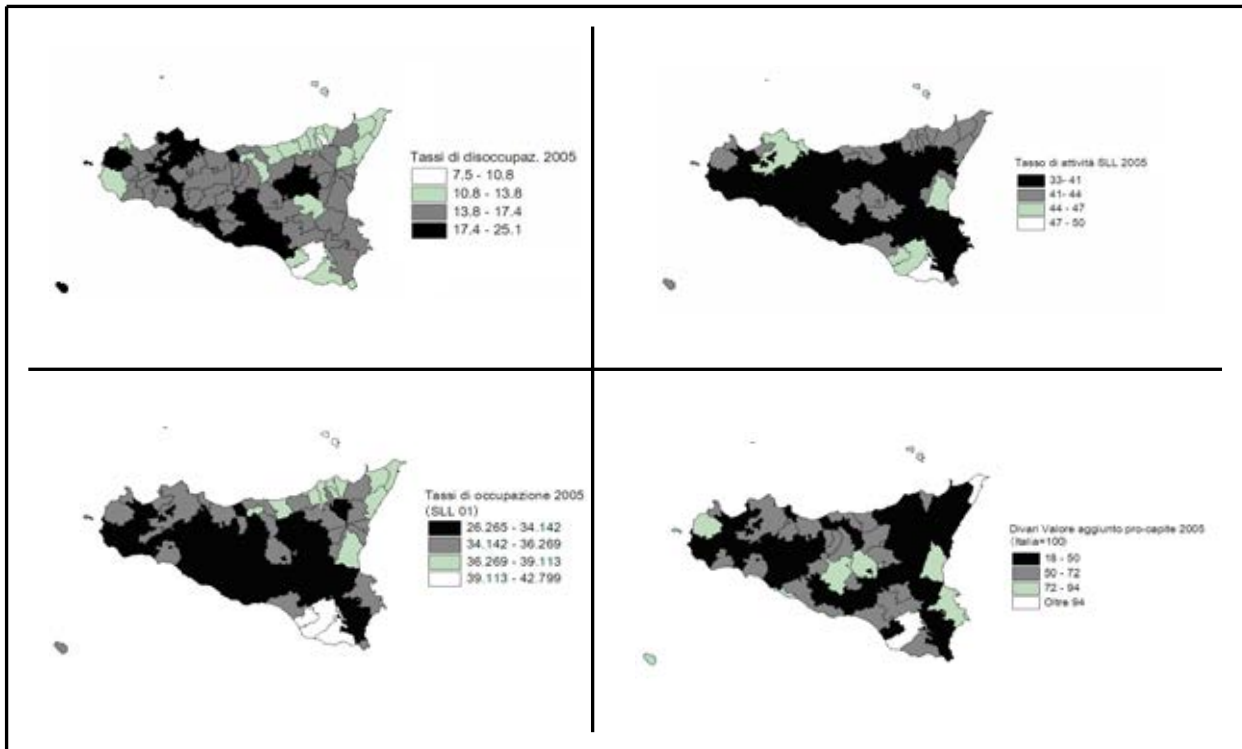 Tassi di disoccupaz. 2005
7.5 - 10.8
10.8 - 13.8
13.8 - 17.4
17.4 - 25.1
Tasso di attività SLL 2005
33- 41
41- 44
44 - 47
47 - 50
Tassi di occupazione 2005
(SLL 01)
26.265 - 34.142
34.142 - 36.269
36.269 - 39.113
39.113 - 42.799
Divari Valore aggiunto pro-capite 2005
(Italia=100)
18 - 50
50 - 72
72 - 94
Oltre 94